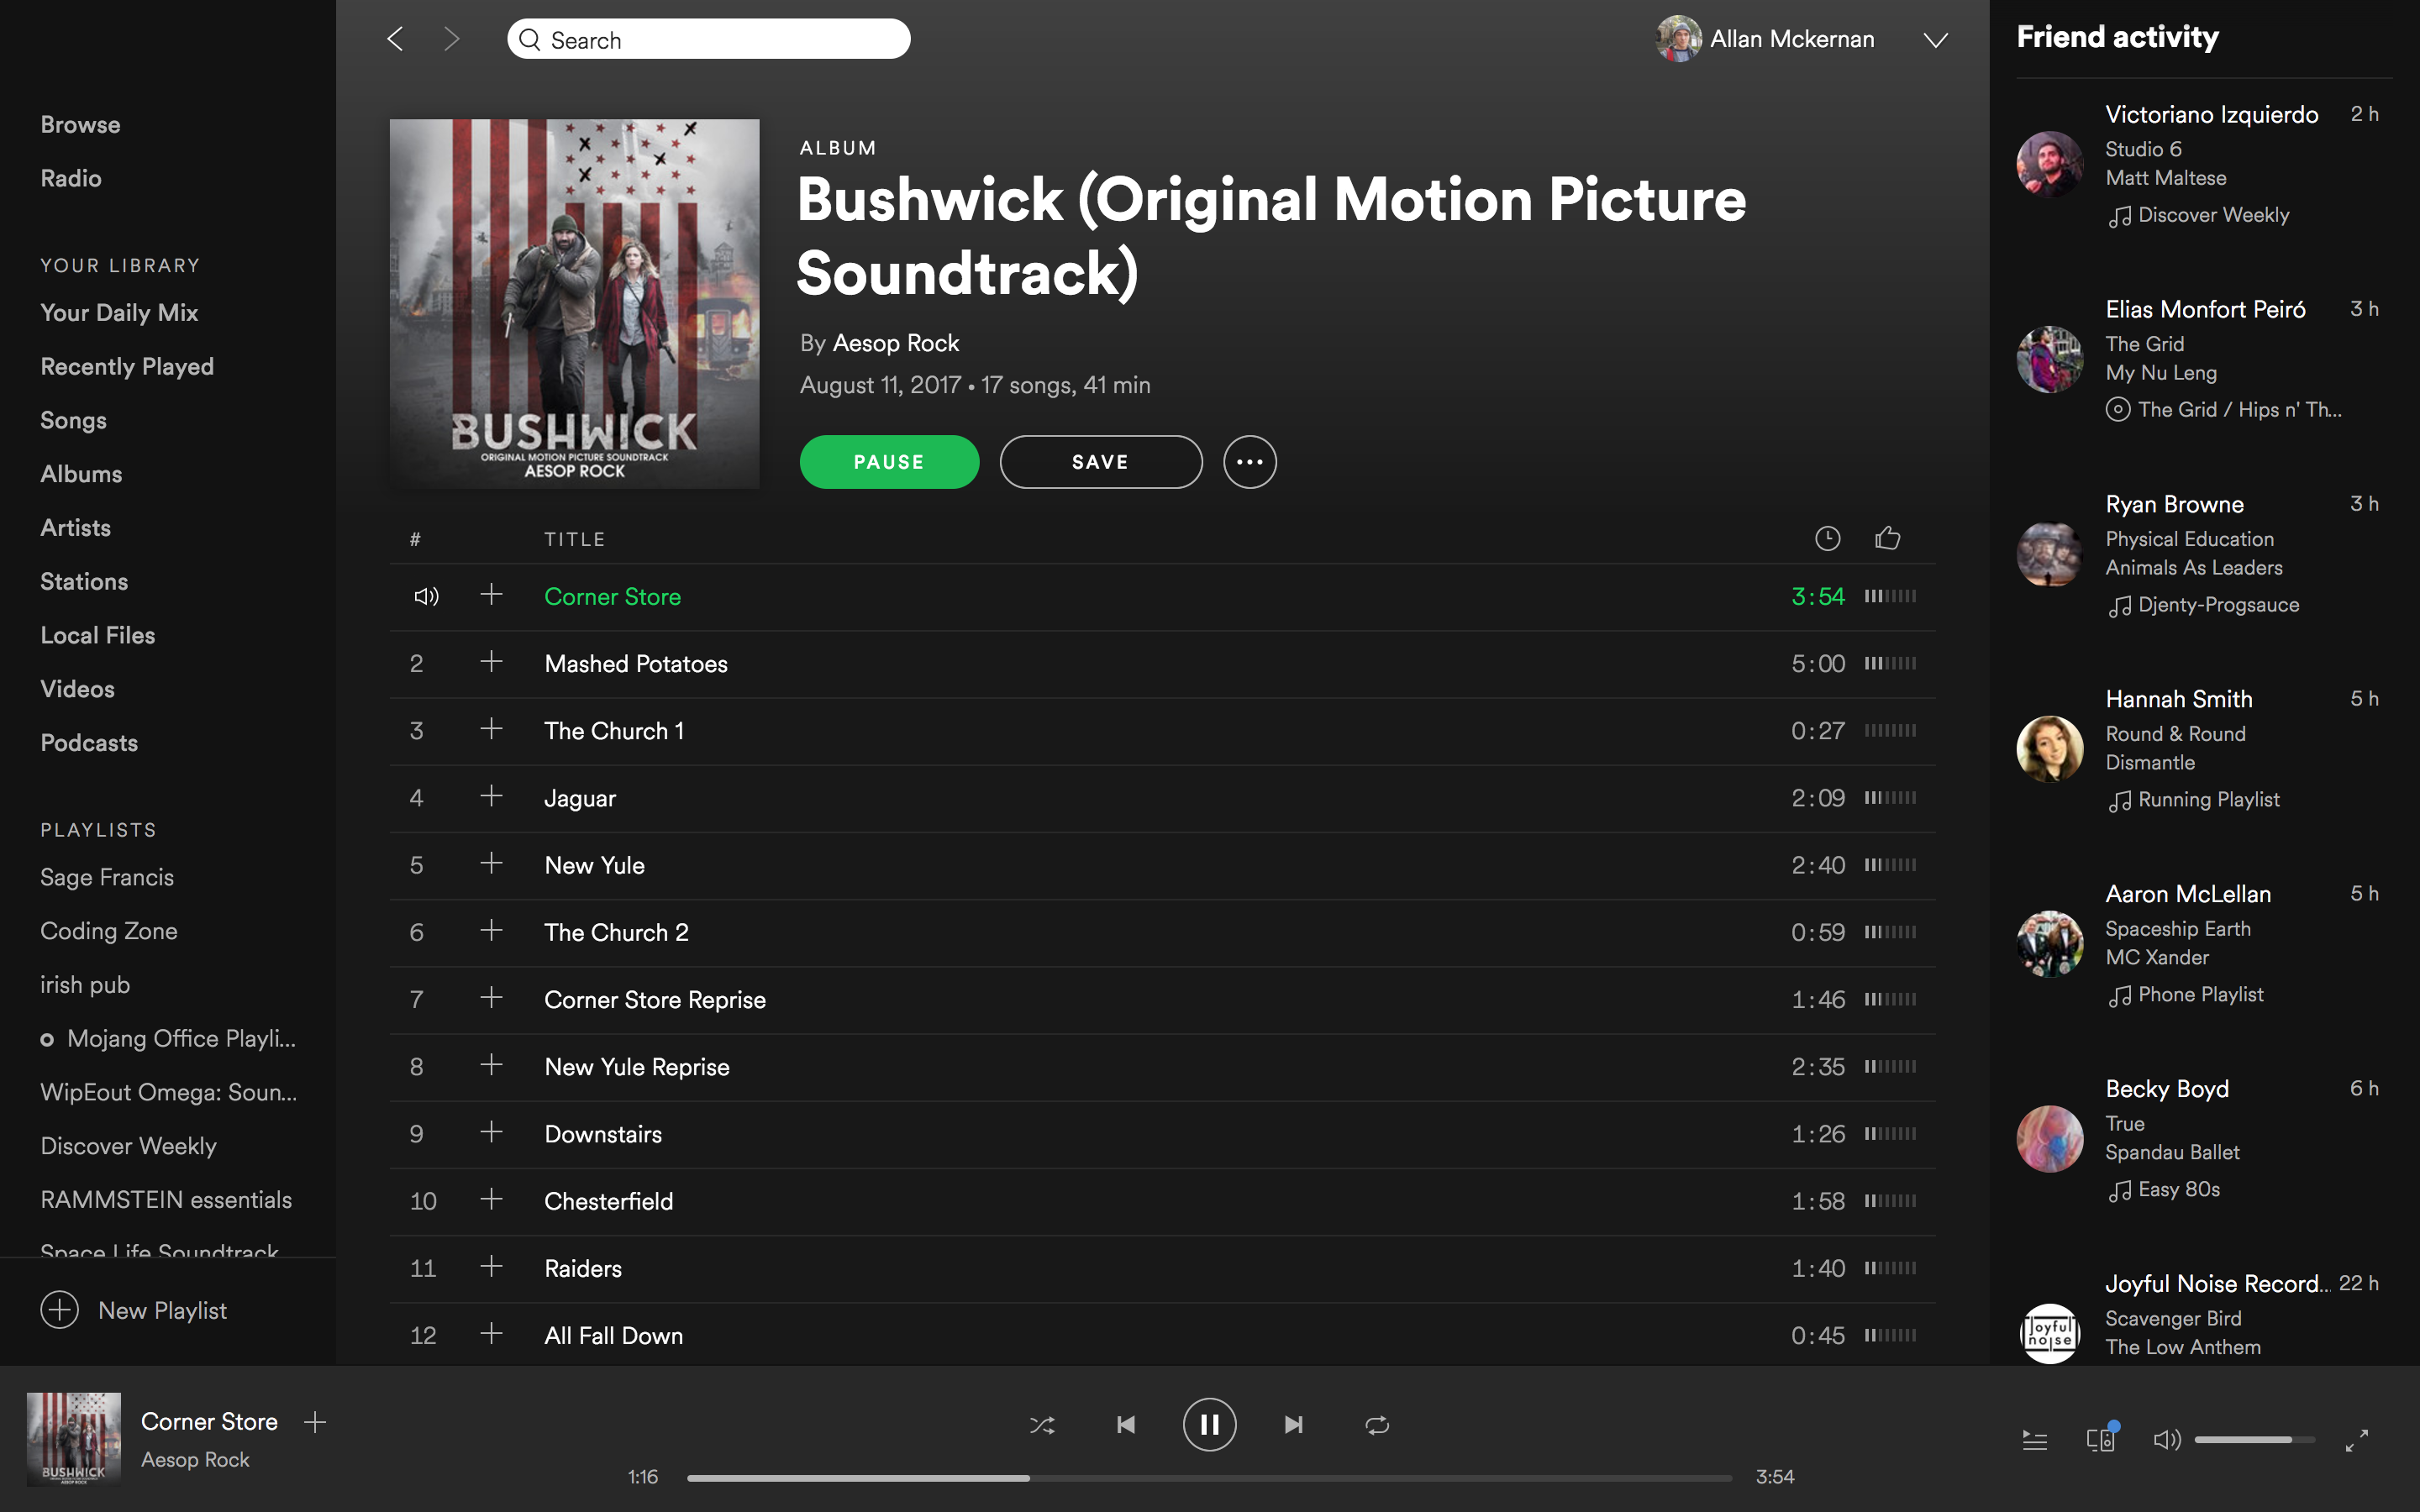 Search
Allan Mckernan
Browse
Radio
YOUR LIBRARY
Your Daily Mix
Recently Played
Songs
Albums
Artists
Stations
Local Files
Videos
Podcasts
PLAYLISTS
Sage Francis
Coding Zone
irish pub
Mojang Office Playli...
WipEout Omega: Soun...
Discover Weekly
RAMMSTEIN essentials
Space Life Soundtrack
New Playlist
BUSHWICK
ORIGINAL MOTION PICTURE SOUNDTRACK
AESOP ROCK
ALBUM
Bushwick (Original Motion Picture
Soundtrack)
By Aesop Rock
August 11, 2017 • 17 songs, 41 min
PAUSE
SAVE
# TITLE
Corner Store 3:54
2 Mashed Potatoes 5:00
3 The Church 1 0:27
4 Jaguar 2:09
5 New Yule 2:40
6 The Church 2 0:59
7 Corner Store Reprise 1:46
8 New Yule Reprise 2:35
9 Downstairs 1:26
10 Chesterfield 1:58
11 Raiders 1:40
12 All Fall Down 0:45
Friend activity
Victoriano Izquierdo 2 h
Studio 6
Matt Maltese
Discover Weekly
Elias Monfort Peiró 3 h
The Grid
My Nu Leng
The Grid / Hips n' Th...
Ryan Browne 3 h
Physical Education
Animals As Leaders
Djenty-Progsauce
Hannah Smith 5 h
Round & Round
Dismantle
Running Playlist
Aaron McLellan 5 h
Spaceship Earth
MC Xander
Phone Playlist
Becky Boyd 6 h
True
Spandau Ballet
Easy 80s
Joyful Noise Record... 22 h
Scavenger Bird
The Low Anthem
joyful
noise
BUSHWICK
AESOP ROCK
Corner Store
Aesop Rock
1:16
3:54